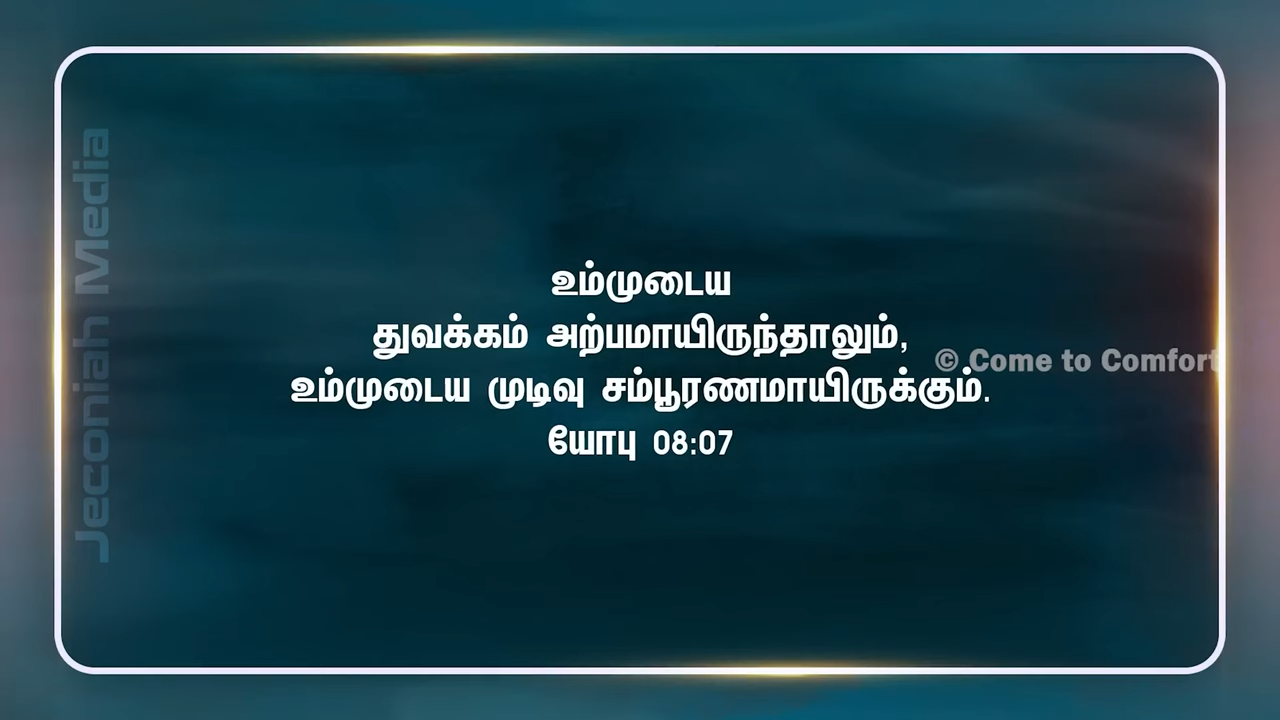 உம்முடைய
துவக்கம் அற்பமாயிருந்தாலும்,
உம்முடைய முடிவு சம்பூரணமாயிருக்கும்.
யோபு 08:07
© Come to Comfort
Jeconiah Media